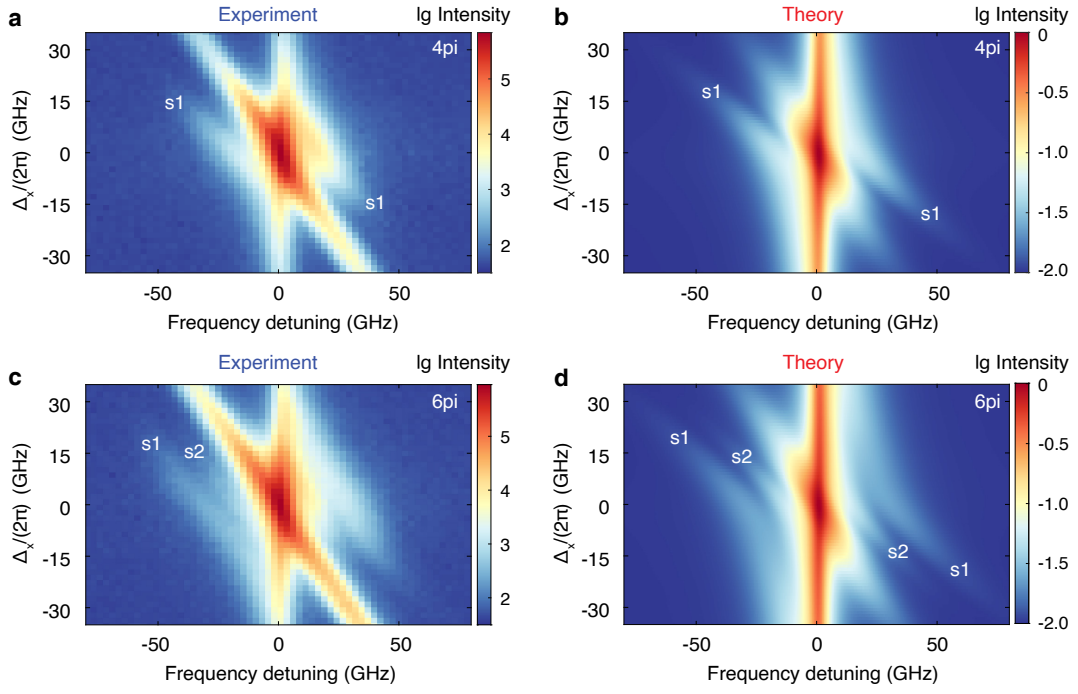 a
Experiment
lg Intensity
4pi
s1
s1
30
15
0
-15
-30
Δ_x/(2π) (GHz)
-50
0
50
Frequency detuning (GHz)
5
4
3
2
b
Theory
lg Intensity
4pi
s1
s1
30
15
0
-15
-30
Δ_x/(2π) (GHz)
-50
0
50
Frequency detuning (GHz)
0
-0.5
-1.0
-1.5
-2.0
c
Experiment
lg Intensity
6pi
s1
s2
30
15
0
-15
-30
Δ_x/(2π) (GHz)
-50
0
50
Frequency detuning (GHz)
5
4
3
2
d
Theory
lg Intensity
6pi
s1
s2
s2
s1
30
15
0
-15
-30
Δ_x/(2π) (GHz)
-50
0
50
Frequency detuning (GHz)
0
-0.5
-1.0
-1.5
-2.0